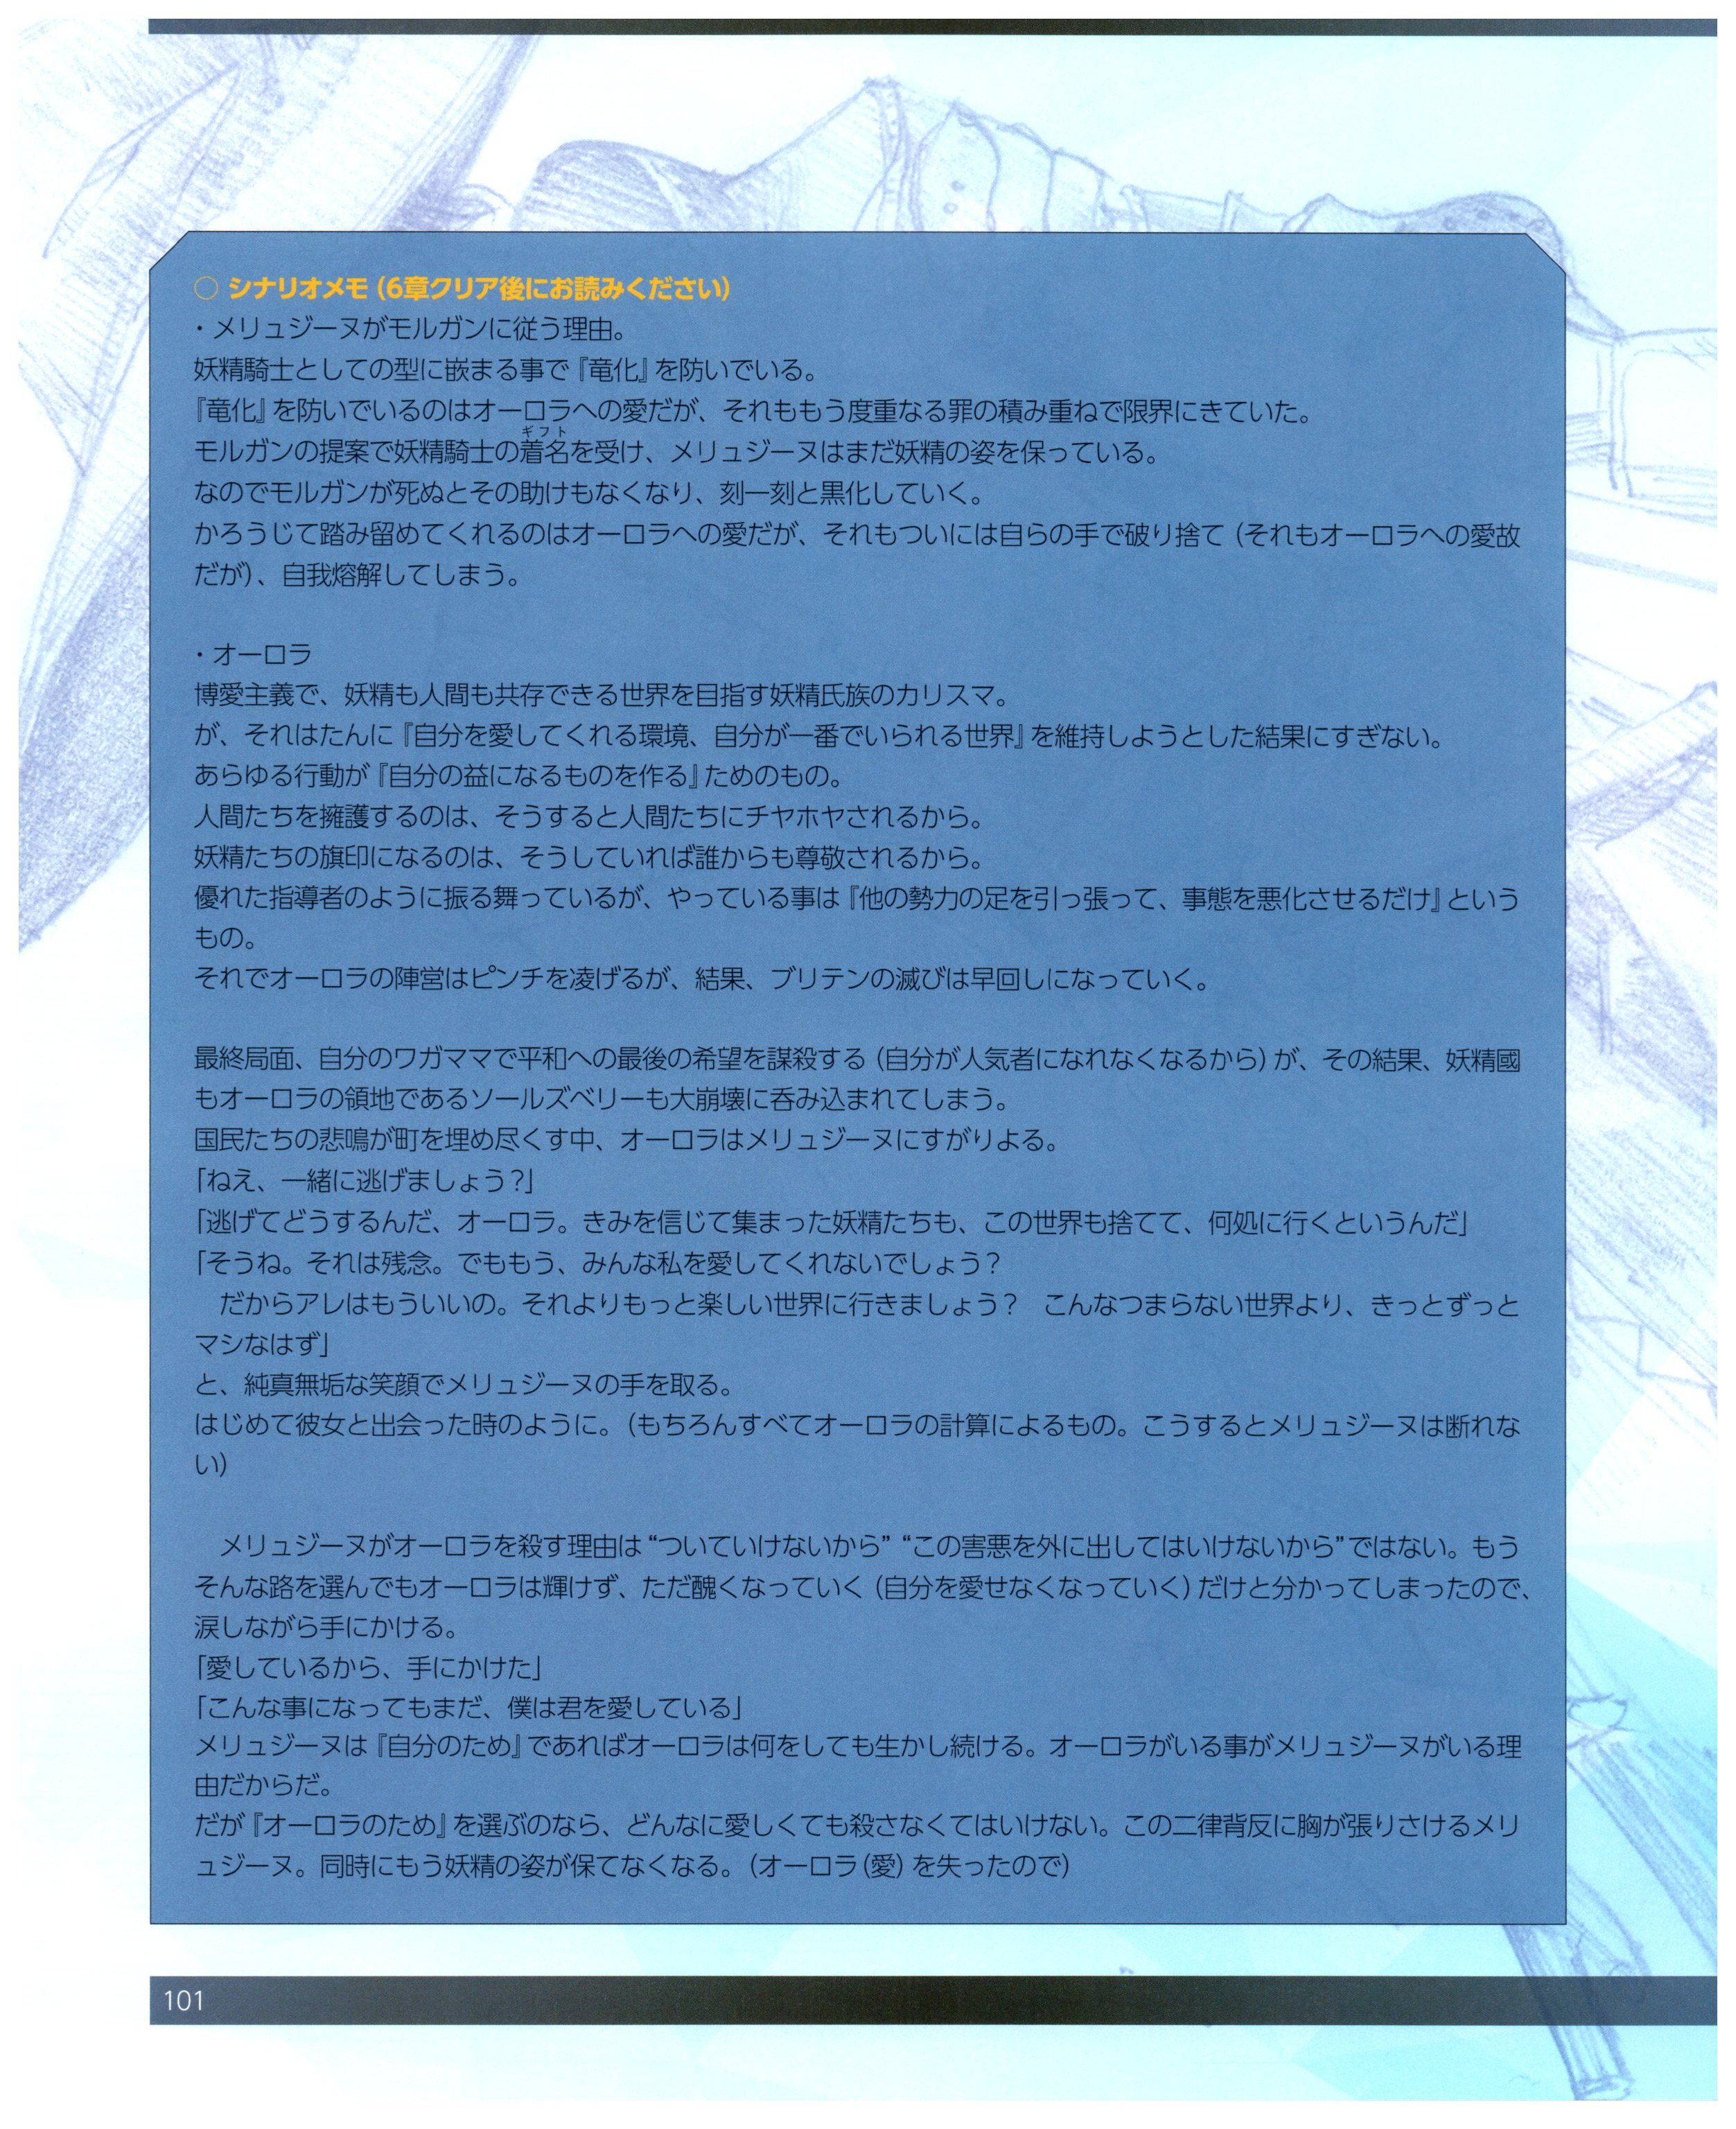 ○ シナリオメモ（6章クリア後にお読みください）
・メリュジーヌがモルガンに従う理由。
妖精騎士としての型に嵌まる事で『竜化』を防いでいる。
『竜化』を防いでいるのはオーロラへの愛だが、それももう度重なる罪の積み重ねで限界にきていた。
ギフト
モルガンの提案で妖精騎士の着名を受け、メリュジーヌはまだ妖精の姿を保っている。
なのでモルガンが死ぬとその助けもなくなり、刻一刻と黒化していく。
かろうじて踏み留めてくれるのはオーロラへの愛だが、それもついには自らの手で破り捨て（それもオーロラへの愛故
だが）、自我熔解してしまう。
・オーロラ
博愛主義で、妖精も人間も共存できる世界を目指す妖精氏族のカリスマ。
が、それはたんに『自分を愛してくれる環境、自分が一番でいられる世界』を維持しようとした結果にすぎない。
あらゆる行動が『自分の益になるものを作る』ためのもの。
人間たちを擁護するのは、そうすると人間たちにチヤホヤされるから。
妖精たちの旗印になるのは、そうしていれば誰からも尊敬されるから。
優れた指導者のように振る舞っているが、やっている事は『他の勢力の足を引っ張って、事態を悪化させるだけ』という
もの。
それでオーロラの陣営はピンチを凌げるが、結果、ブリテンの滅びは早回しになっていく。
最終局面、自分のワガママで平和への最後の希望を謀殺する（自分が人気者になれなくなるから）が、その結果、妖精國
もオーロラの領地であるソールズベリーも大崩壊に呑み込まれてしまう。
国民たちの悲鳴が町を埋め尽くす中、オーロラはメリュジーヌにすがりよる。
「ねえ、一緒に逃げましょう？」
「逃げてどうするんだ、オーロラ。きみを信じて集まった妖精たちも、この世界も捨てて、何処に行くというんだ」
「そうね。それは残念。でももう、みんな私を愛してくれないでしょう？
　だからアレはもういいの。それよりもっと楽しい世界に行きましょう？　こんなつまらない世界より、きっとずっと
マシなはず」
と、純真無垢な笑顔でメリュジーヌの手を取る。
はじめて彼女と出会った時のように。（もちろんすべてオーロラの計算によるもの。こうするとメリュジーヌは断れな
い）
　メリュジーヌがオーロラを殺す理由は“ついていけないから”“この害悪を外に出してはいけないから”ではない。もう
そんな路を選んでもオーロラは輝けず、ただ醜くなっていく（自分を愛せなくなっていく）だけと分かってしまったので、
涙しながら手にかける。
「愛しているから、手にかけた」
「こんな事になってもまだ、僕は君を愛している」
メリュジーヌは『自分のため』であればオーロラは何をしても生かし続ける。オーロラがいる事がメリュジーヌがいる理
由だからだ。
だが『オーロラのため』を選ぶのなら、どんなに愛しくても殺さなくてはいけない。この二律背反に胸が張りさけるメリ
ュジーヌ。同時にもう妖精の姿が保てなくなる。（オーロラ（愛）を失ったので）
101